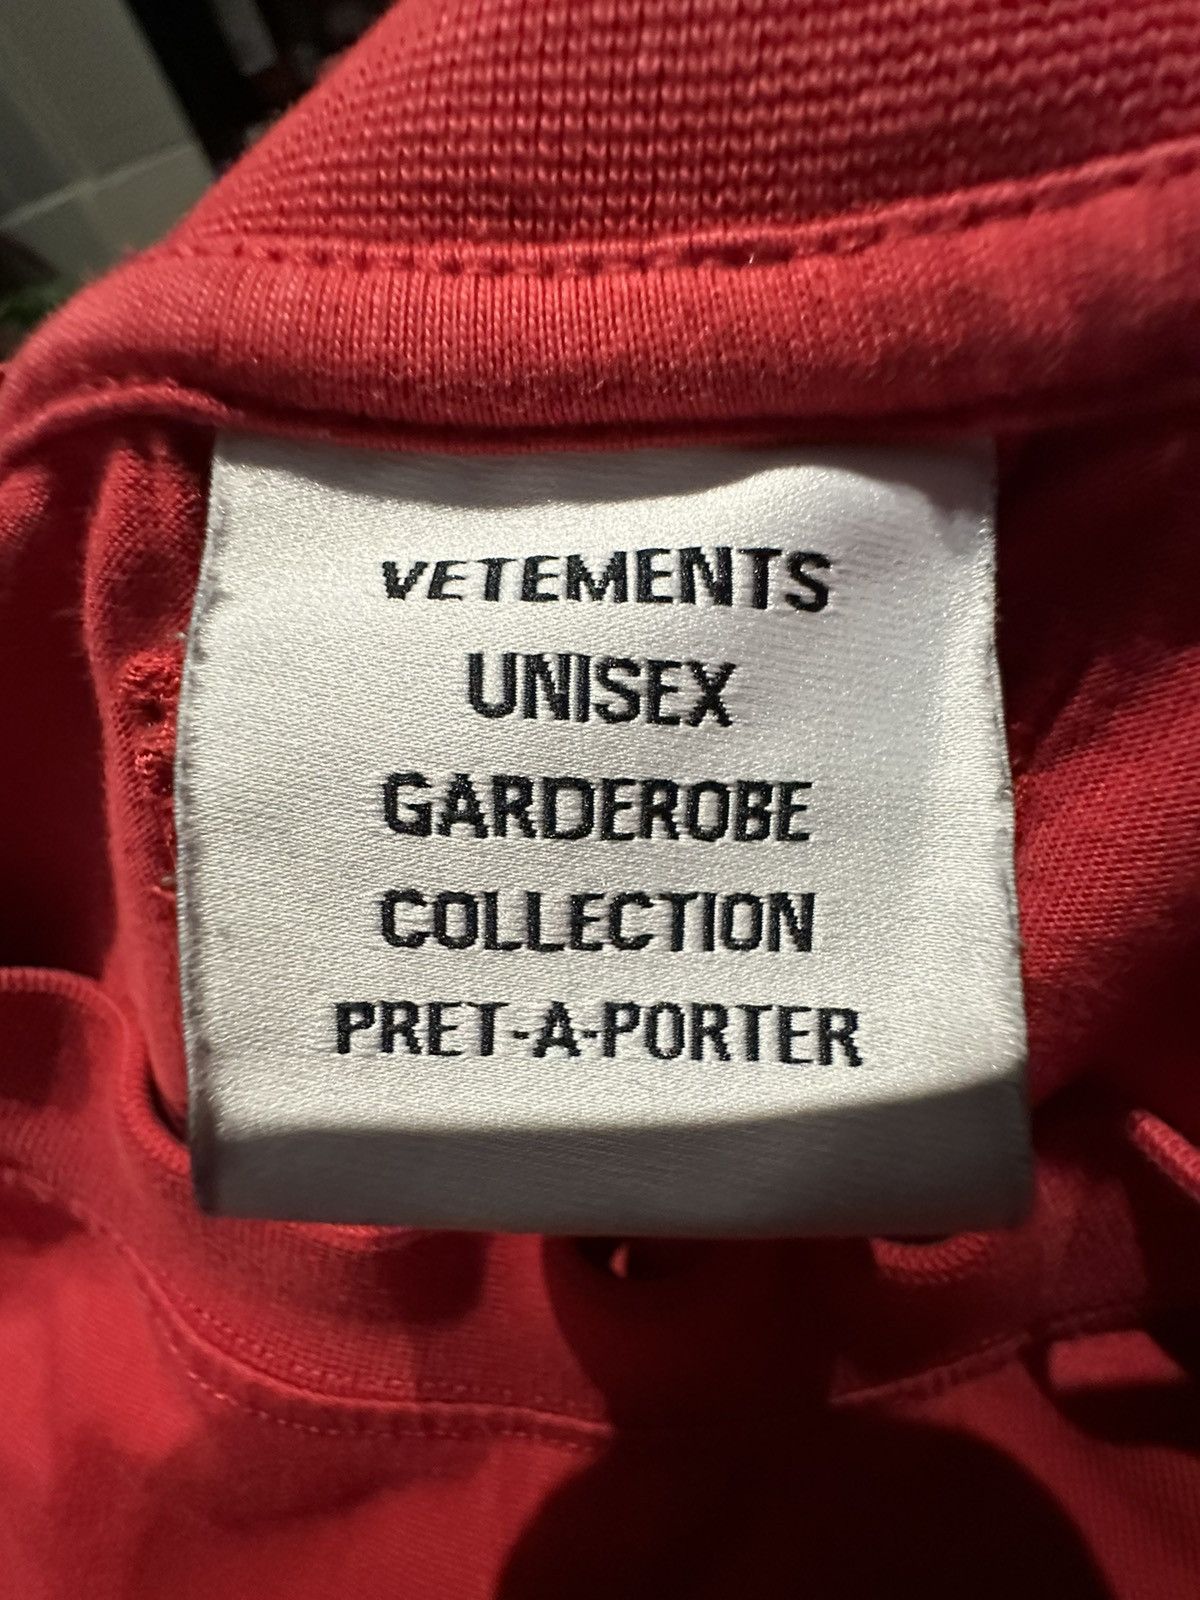 VETEMENTS
UNISEX
GARDEROBE
COLLECTION
PRET-A-PORTER